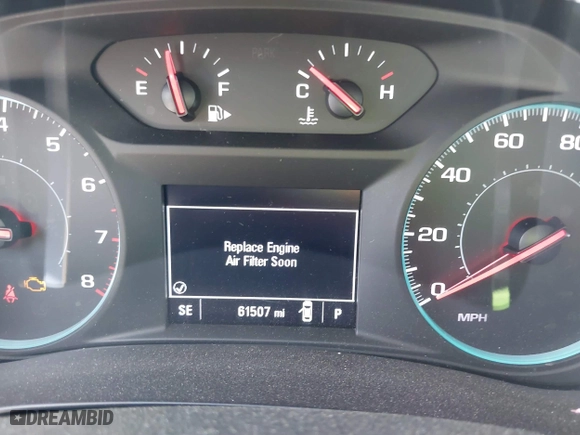 E F
C H
4 5 6 7 8
0 20 40 60 80
MPH
Replace Engine
Air Filter Soon
SE 61507 mi P
DREAMBID